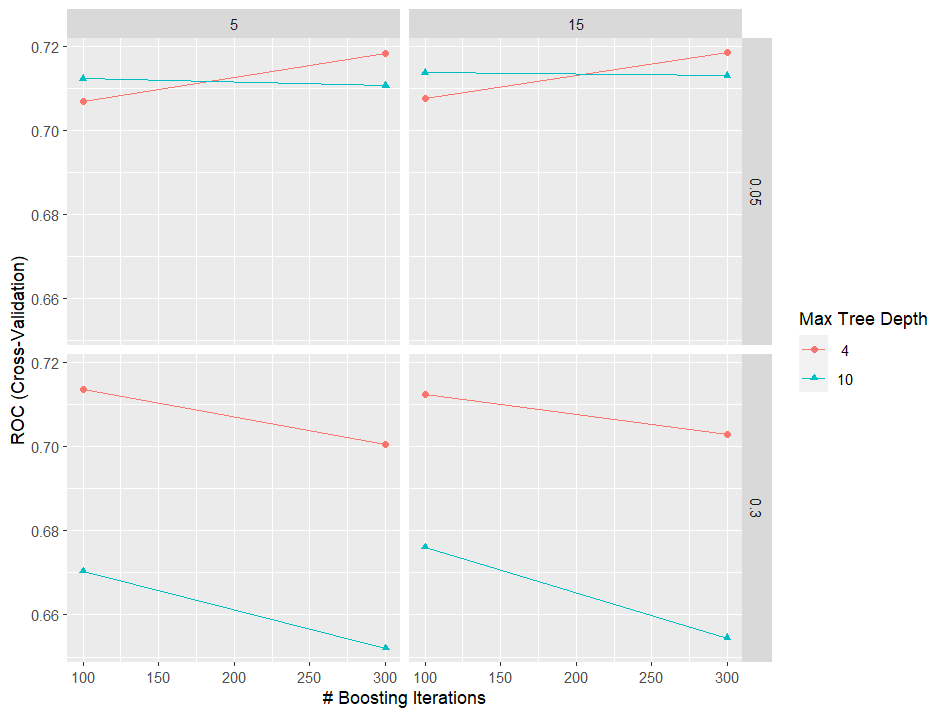 5
15
0.72
0.70
0.68
0.66
0.05
0.72
0.70
0.68
0.66
0.3
ROC (Cross-Validation)
100 150 200 250 300
100 150 200 250 300
# Boosting Iterations
Max Tree Depth
4
10